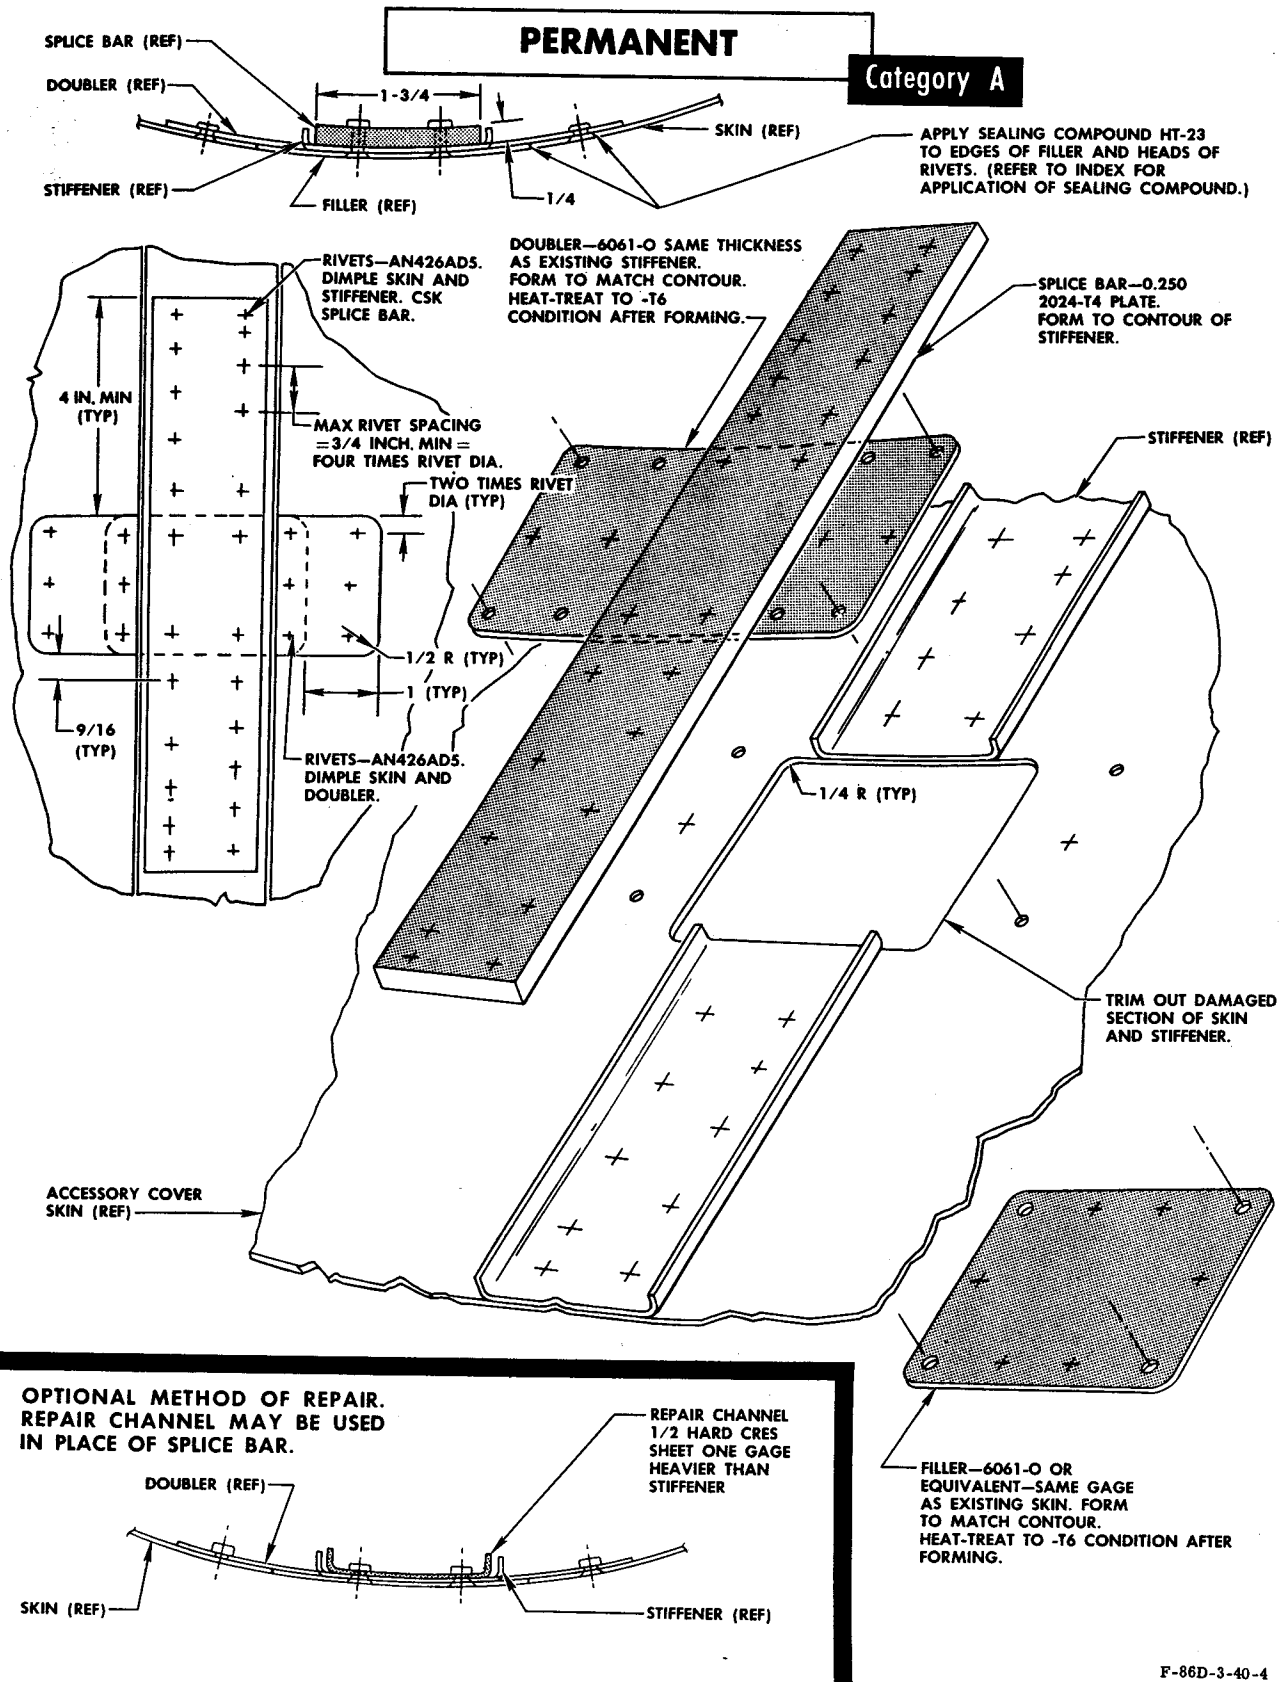 PERMANENT
Category A
SPLICE BAR (REF)
DOUBLER (REF)
1-3/4
SKIN (REF)
STIFFENER (REF)
FILLER (REF)
1/4
APPLY SEALING COMPOUND HT-23
TO EDGES OF FILLER AND HEADS OF
RIVETS. (REFER TO INDEX FOR
APPLICATION OF SEALING COMPOUND.)
RIVETS—AN426AD5.
DIMPLE SKIN AND
STIFFENER. CSK
SPLICE BAR.
DOUBLER—6061-O SAME THICKNESS
AS EXISTING STIFFENER.
FORM TO MATCH CONTOUR.
HEAT-TREAT TO -T6
CONDITION AFTER FORMING.
SPLICE BAR—0.250
2024-T4 PLATE.
FORM TO CONTOUR OF
STIFFENER.
4 IN. MIN
(TYP)
MAX RIVET SPACING
=3/4 INCH, MIN =
FOUR TIMES RIVET DIA.
STIFFENER (REF)
TWO TIMES RIVET
DIA (TYP)
1/2 R (TYP)
1 (TYP)
9/16
(TYP)
RIVETS—AN426AD5.
DIMPLE SKIN AND
DOUBLER.
1/4 R (TYP)
TRIM OUT DAMAGED
SECTION OF SKIN
AND STIFFENER.
ACCESSORY COVER
SKIN (REF)
OPTIONAL METHOD OF REPAIR.
REPAIR CHANNEL MAY BE USED
IN PLACE OF SPLICE BAR.
REPAIR CHANNEL
1/2 HARD CRES
SHEET ONE GAGE
HEAVIER THAN
STIFFENER
DOUBLER (REF)
SKIN (REF)
STIFFENER (REF)
FILLER—6061-O OR
EQUIVALENT—SAME GAGE
AS EXISTING SKIN. FORM
TO MATCH CONTOUR.
HEAT-TREAT TO -T6 CONDITION AFTER
FORMING.
F-86D-3-40-4